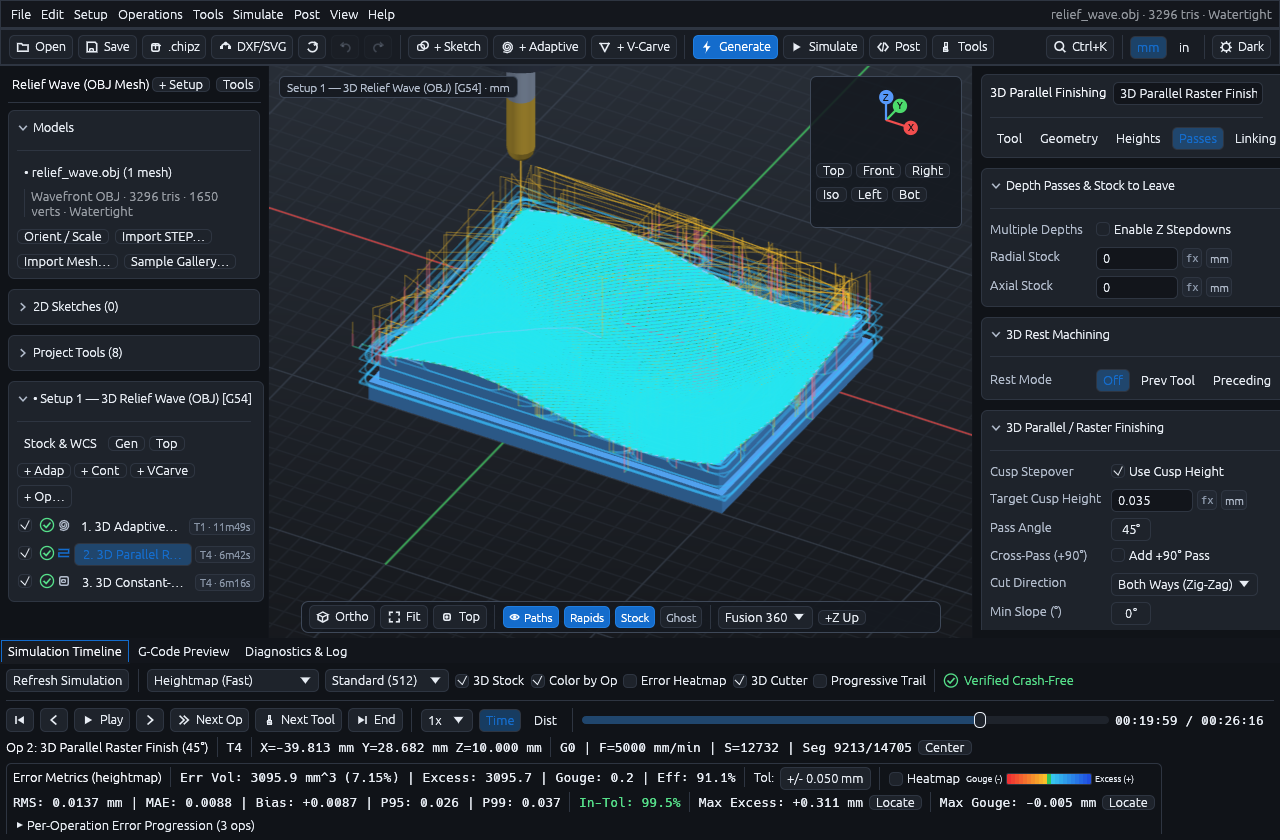 File Edit Setup Operations Tools Simulate Post View Help relief_wave.obj · 3296 tris · Watertight
Open Save .chipz DXF/SVG + Sketch + Adaptive + V-Carve Generate Simulate Post Tools Ctrl+K mm in Dark
Relief Wave (OBJ Mesh) + Setup Tools
Models
• relief_wave.obj (1 mesh)
Wavefront OBJ · 3296 tris · 1650
verts · Watertight
Orient / Scale Import STEP…
Import Mesh… Sample Gallery…
2D Sketches (0)
Project Tools (8)
• Setup 1 — 3D Relief Wave (OBJ) [G54]
Stock & WCS Gen Top
+ Adap + Cont + VCarve
+ Op…
1. 3D Adaptive… T1 · 11m49s
2. 3D Parallel R… T4 · 6m42s
3. 3D Constant-… T4 · 6m16s
Setup 1 — 3D Relief Wave (OBJ) [G54] · mm
Z
Y
X
Top Front Right
Iso Left Bot
Ortho Fit Top Paths Rapids Stock Ghost Fusion 360 +Z Up
3D Parallel Finishing 3D Parallel Raster Finish
Tool Geometry Heights Passes Linking
Depth Passes & Stock to Leave
Multiple Depths Enable Z Stepdowns
Radial Stock 0 fx mm
Axial Stock 0 fx mm
3D Rest Machining
Rest Mode Off Prev Tool Preceding
3D Parallel / Raster Finishing
Cusp Stepover Use Cusp Height
Target Cusp Height 0.035 fx mm
Pass Angle 45°
Cross-Pass (+90°) Add +90° Pass
Cut Direction Both Ways (Zig-Zag)
Min Slope (°) 0°
Simulation Timeline G-Code Preview Diagnostics & Log
Refresh Simulation Heightmap (Fast) Standard (512) 3D Stock Color by Op Error Heatmap 3D Cutter Progressive Trail Verified Crash-Free
Play Next Op Next Tool End 1x Time Dist 00:19:59 / 00:26:16
Op 2: 3D Parallel Raster Finish (45°) T4 X=-39.813 mm Y=28.682 mm Z=10.000 mm G0 | F=5000 mm/min | S=12732 | Seg 9213/14705 Center
Error Metrics (heightmap) Err Vol: 3095.9 mm^3 (7.15%) | Excess: 3095.7 | Gouge: 0.2 | Eff: 91.1% Tol: +/- 0.050 mm Heatmap Gouge (-) Excess (+)
RMS: 0.0137 mm | MAE: 0.0088 | Bias: +0.0087 | P95: 0.026 | P99: 0.037 In-Tol: 99.5% Max Excess: +0.311 mm Locate Max Gouge: -0.005 mm Locate
Per-Operation Error Progression (3 ops)